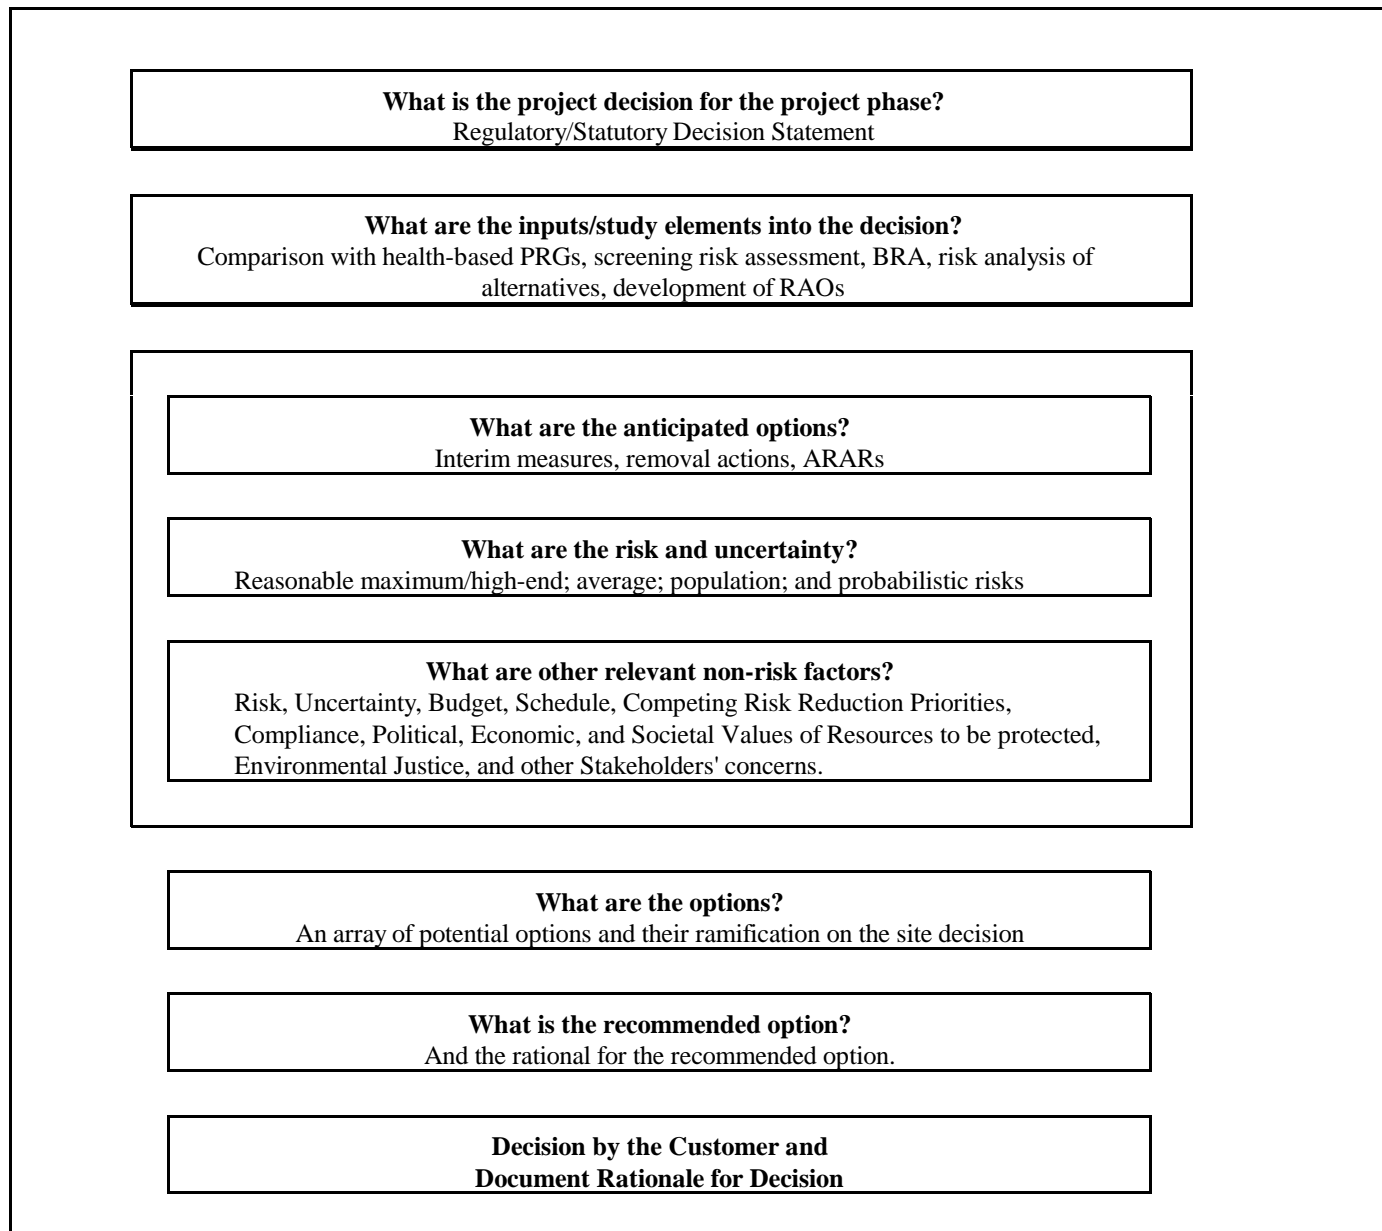 What is the project decision for the project phase?
Regulatory/Statutory Decision Statement
What are the inputs/study elements into the decision?
Comparison with health-based PRGs, screening risk assessment, BRA, risk analysis of
alternatives, development of RAOs
What are the anticipated options?
Interim measures, removal actions, ARARs
What are the risk and uncertainty?
Reasonable maximum/high-end; average; population; and probabilistic risks
What are other relevant non-risk factors?
Risk, Uncertainty, Budget, Schedule, Competing Risk Reduction Priorities,
Compliance, Political, Economic, and Societal Values of Resources to be protected,
Environmental Justice, and other Stakeholders' concerns.
What are the options?
An array of potential options and their ramification on the site decision
What is the recommended option?
And the rational for the recommended option.
Decision by the Customer and
Document Rationale for Decision